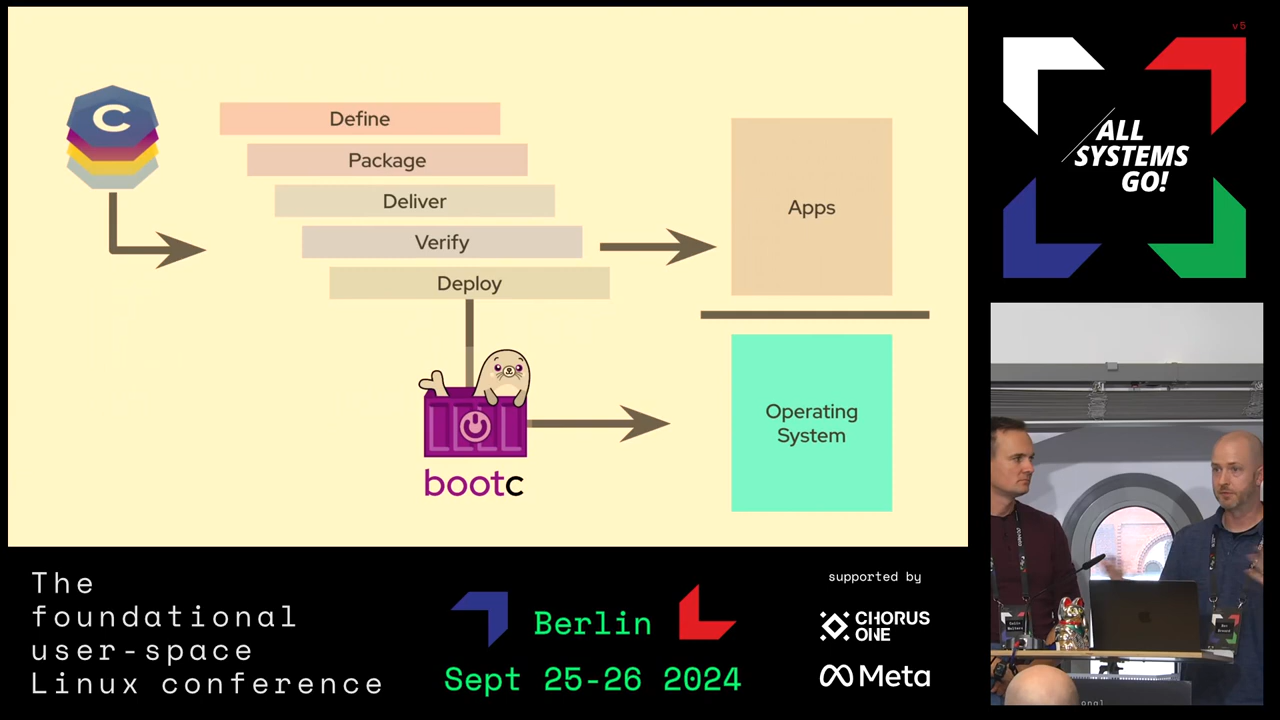 C
Define
Package
Deliver
Verify
Deploy
Apps
Operating
System
bootc
v5
ALL
SYSTEMS
GO!
The
foundational
user-space
Linux conference
Berlin
Sept 25-26 2024
supported by
CHORUS
ONE
Meta